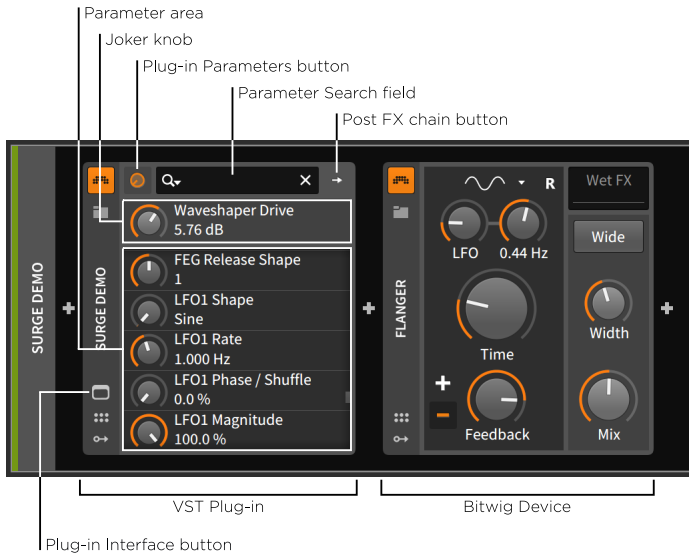 Parameter area
Joker knob
Plug-in Parameters button
Parameter Search field
Post FX chain button
SURGE DEMO
SURGE DEMO
Waveshaper Drive
5.76 dB
FEG Release Shape
1
LFO1 Shape
Sine
LFO1 Rate
1.000 Hz
LFO1 Phase / Shuffle
0.0 %
LFO1 Magnitude
100.0 %
FLANGER
R
LFO
0.44 Hz
Time
Feedback
Wet FX
Wide
Width
Mix
VST Plug-in
Bitwig Device
Plug-in Interface button